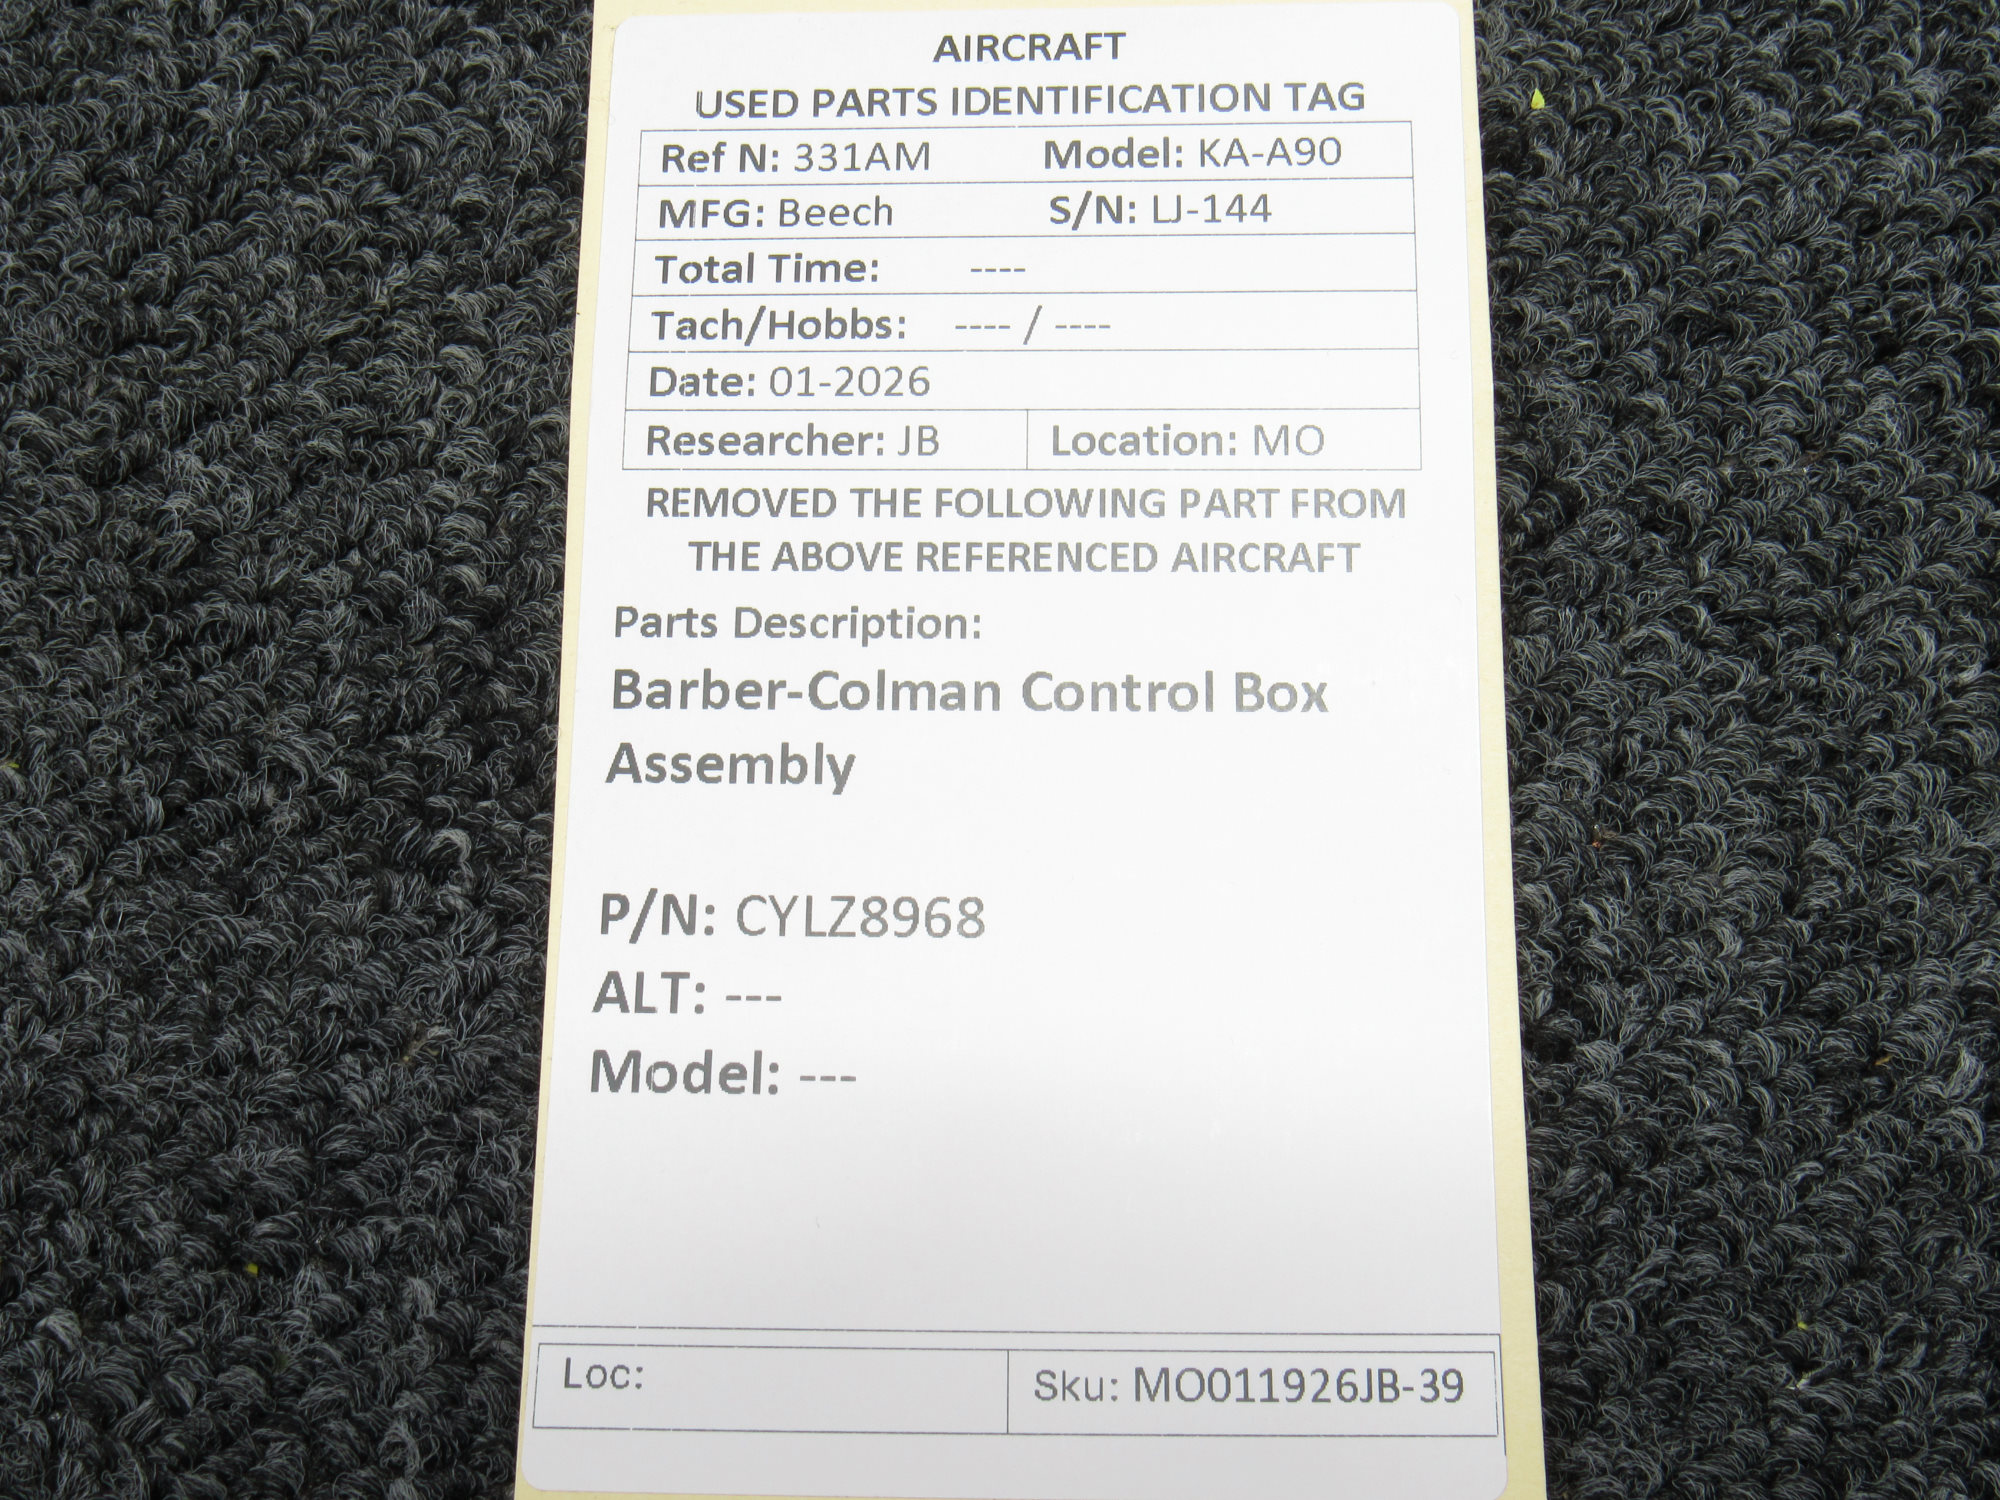 AIRCRAFT
USED PARTS IDENTIFICATION TAG
Ref N: 331AM Model: KA-A90
MFG: Beech S/N: LJ-144
Total Time: ----
Tach/Hobbs: ---- / ----
Date: 01-2026
Researcher: JB Location: MO
REMOVED THE FOLLOWING PART FROM
THE ABOVE REFERENCED AIRCRAFT
Parts Description:
Barber-Colman Control Box
Assembly
P/N: CYLZ8968
ALT: ---
Model: ---
Loc: Sku: MO011926JB-39